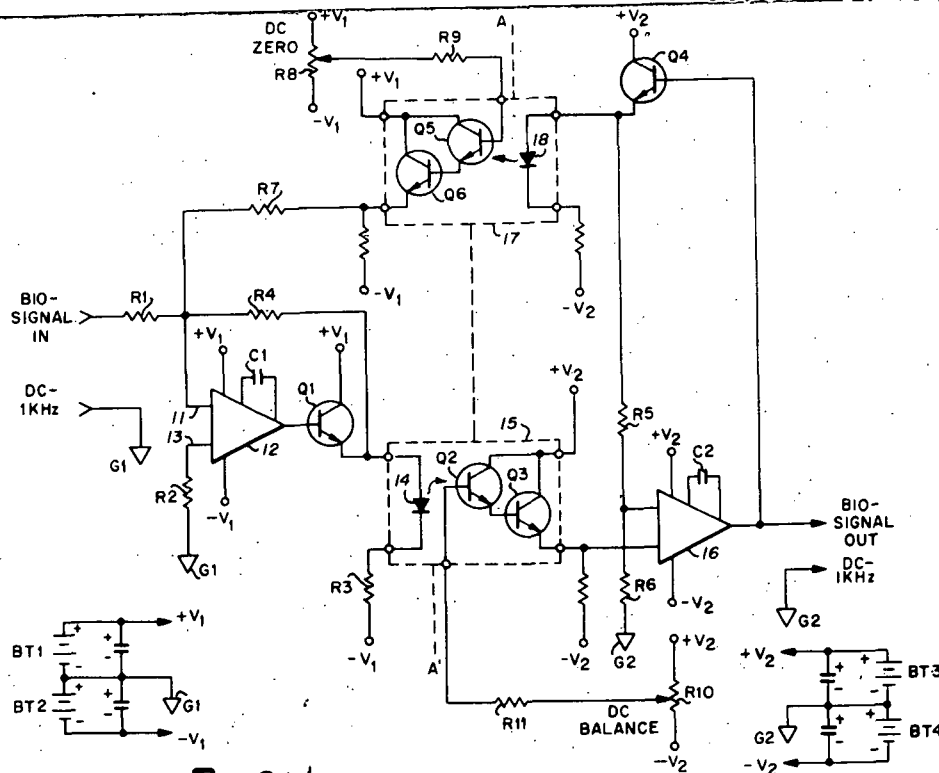 +V1
DC ZERO
R8
-V1
R9
A
+V2
Q4
+V1
Q5
Q6
18
17
R7
-V1
-V2
BIO-SIGNAL IN
R1
R4
+V1
C1
+V1
Q1
DC-1KHz
G1
11
13
12
R2
-V1
G1
15
+V2
Q2
Q3
14
R3
-V1
A'
R5
+V2
C2
16
BIO-SIGNAL OUT
DC-1KHz
G2
R6
-V2
G2
-V2
+V2
R10
R11
DC BALANCE
-V2
BT1
BT2
+
-
+
-
+
-
+
-
+V1
G1
-V1
+V2
G2
-V2
+
-
+
-
+
-
+
-
BT3
BT4